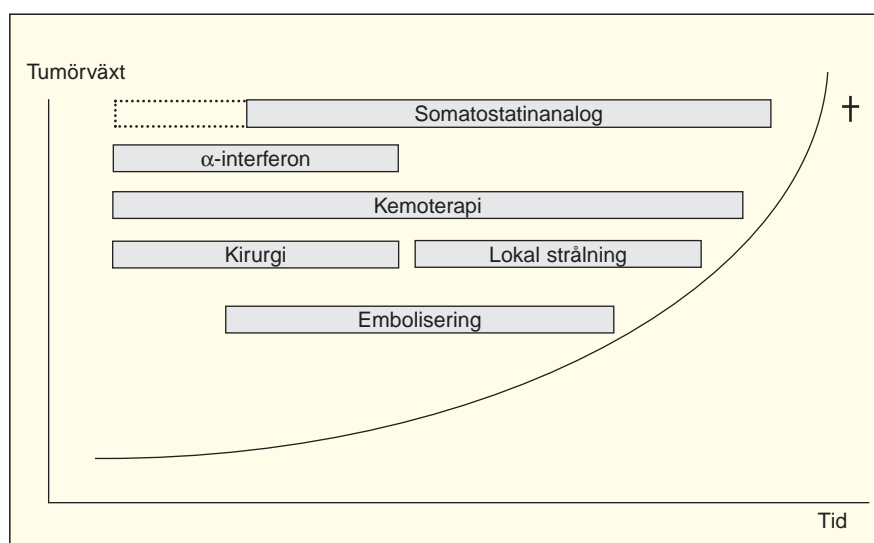 Tumörväxt
Somatostatinanalog
α-interferon
Kemoterapi
Kirurgi
Lokal strålning
Embolisering
Tid